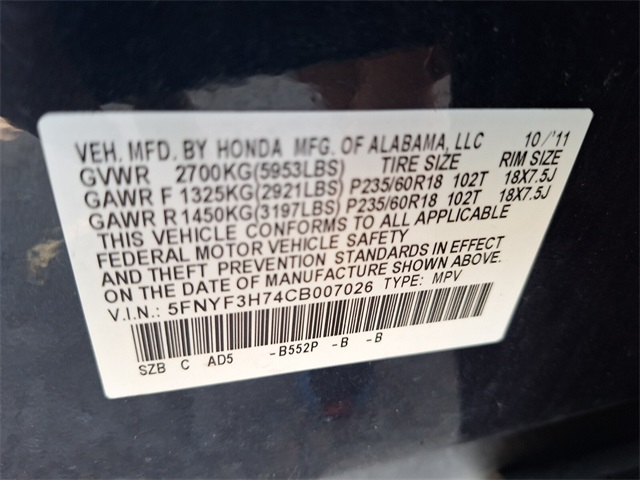 VEH. MFD. BY HONDA MFG. OF ALABAMA, LLC 10/'11
GVWR 2700KG(5953LBS) TIRE SIZE RIM SIZE
GAWR F 1325KG(2921LBS) P235/60R18 102T 18X7.5J
GAWR R 1450KG(3197LBS) P235/60R18 102T 18X7.5J
THIS VEHICLE CONFORMS TO ALL APPLICABLE
FEDERAL MOTOR VEHICLE SAFETY
AND THEFT PREVENTION STANDARDS IN EFFECT
ON THE DATE OF MANUFACTURE SHOWN ABOVE.
V.I.N.: 5FNYF3H74CB007026 TYPE: MPV
SZB C AD5 -B552P -B -B